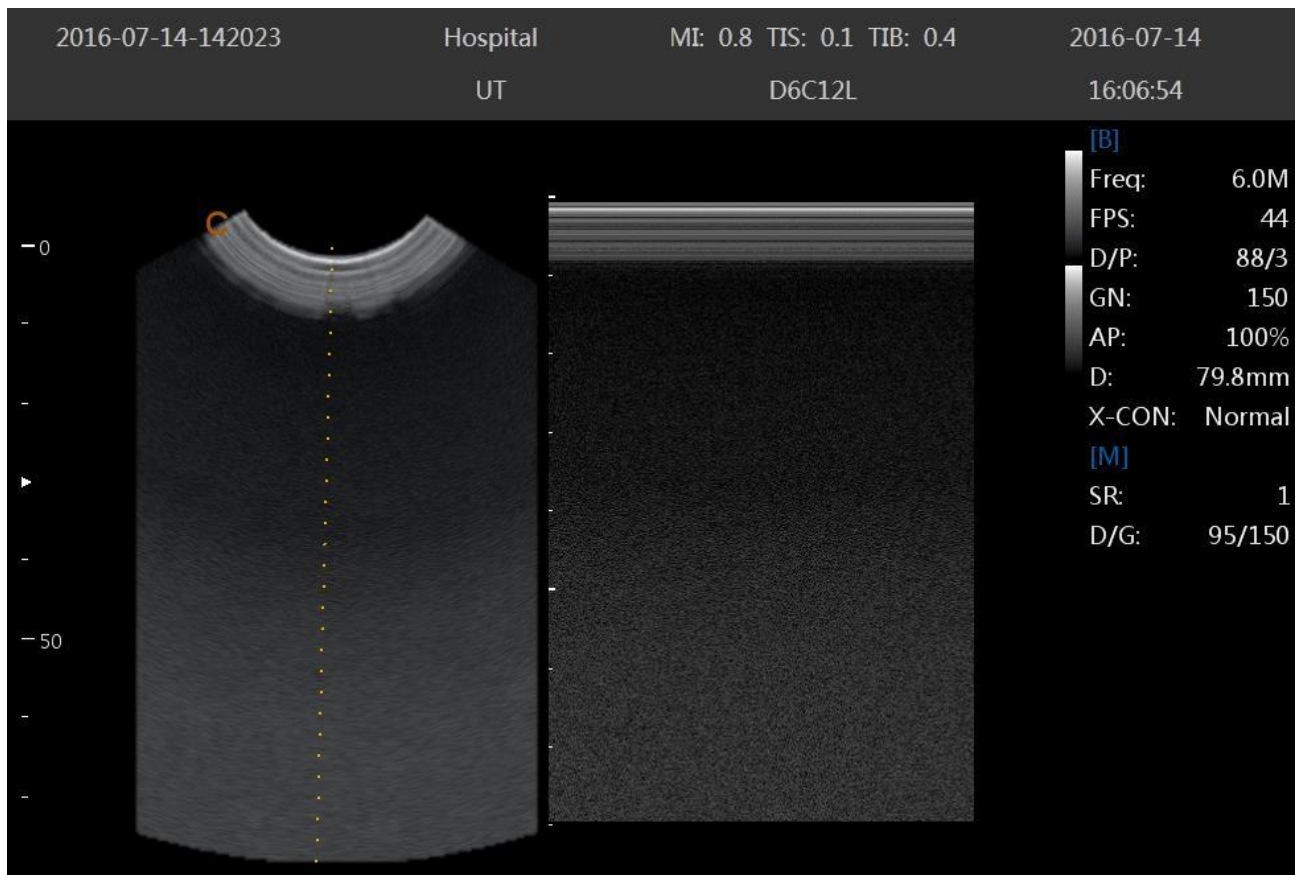 2016-07-14-142023 Hospital MI: 0.8 TIS: 0.1 TIB: 0.4 2016-07-14
UT D6C12L 16:06:54
[B]
Freq: 6.0M
FPS: 44
D/P: 88/3
GN: 150
AP: 100%
D: 79.8mm
X-CON: Normal
[M]
SR: 1
D/G: 95/150
0
50